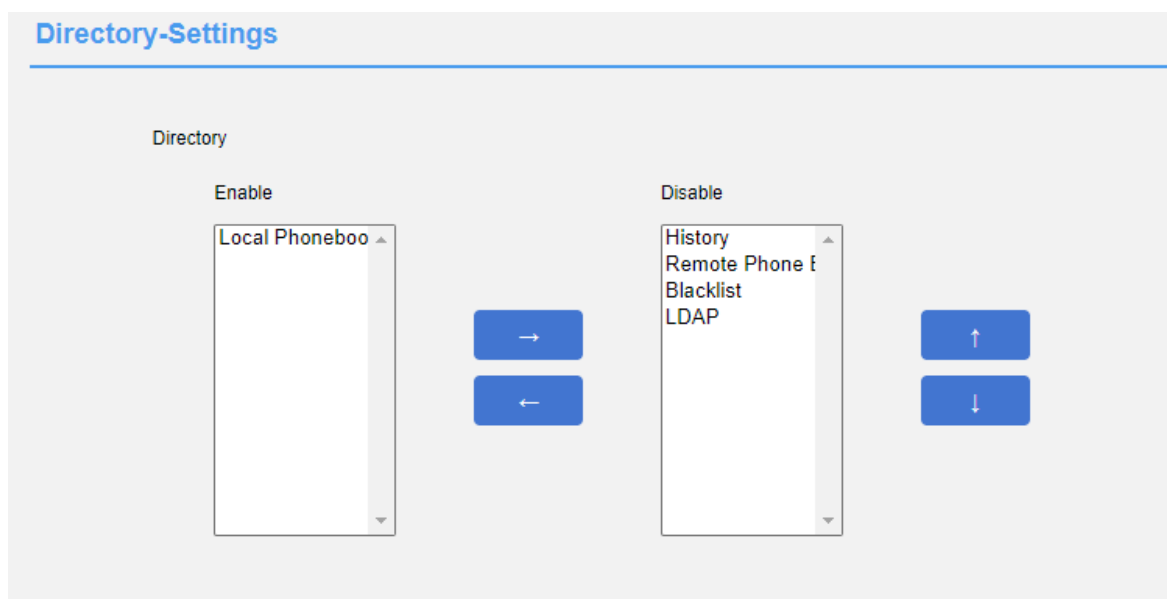 Directory-Settings
Directory
Enable
Disable
Local Phoneboo
History
Remote Phone
Blacklist
LDAP
→
←
↑
↓